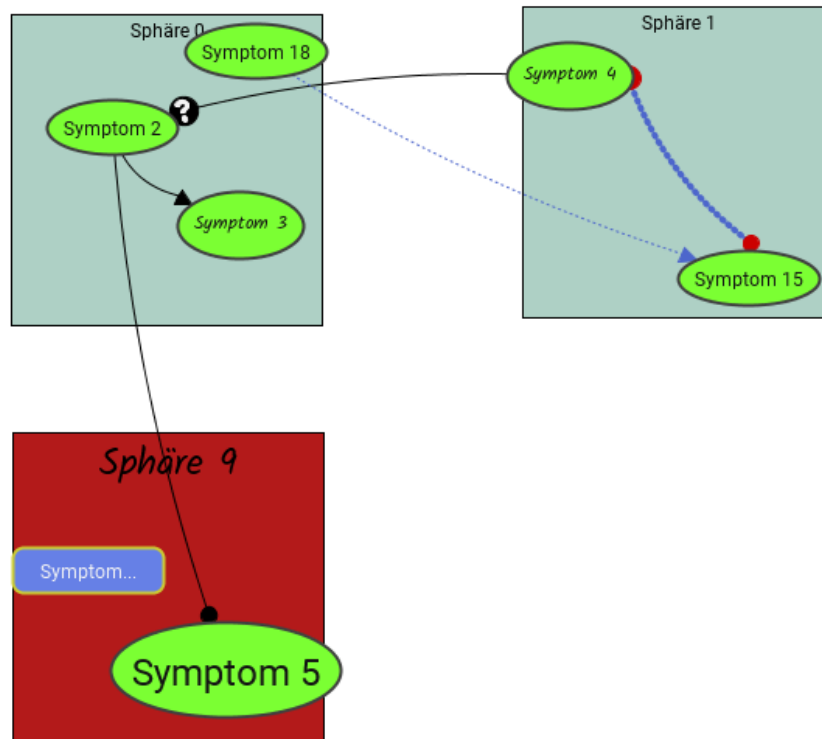 Sphäre 0
Symptom 18
?
Symptom 2
Symptom 3
Sphäre 1
Symptom 4
Symptom 15
Sphäre 9
Symptom...
Symptom 5